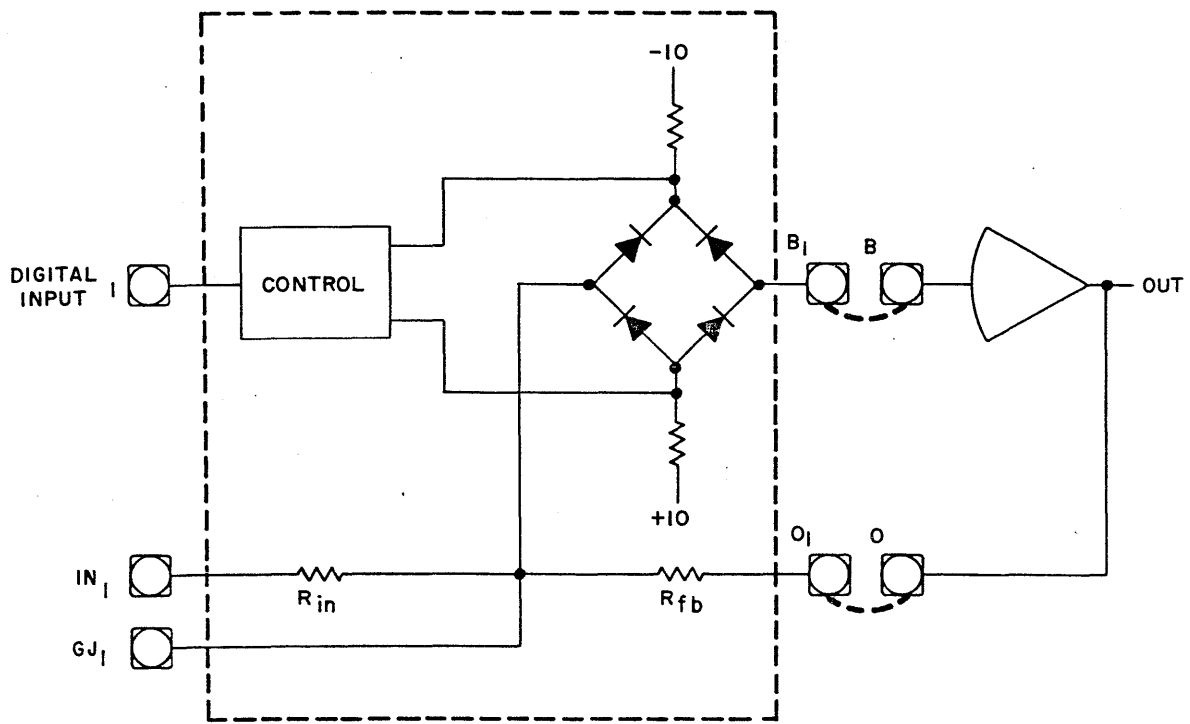 -10
DIGITAL
INPUT 1
CONTROL
B1
B
OUT
+10
IN1
Rin
Rfb
O1
O
GJ1